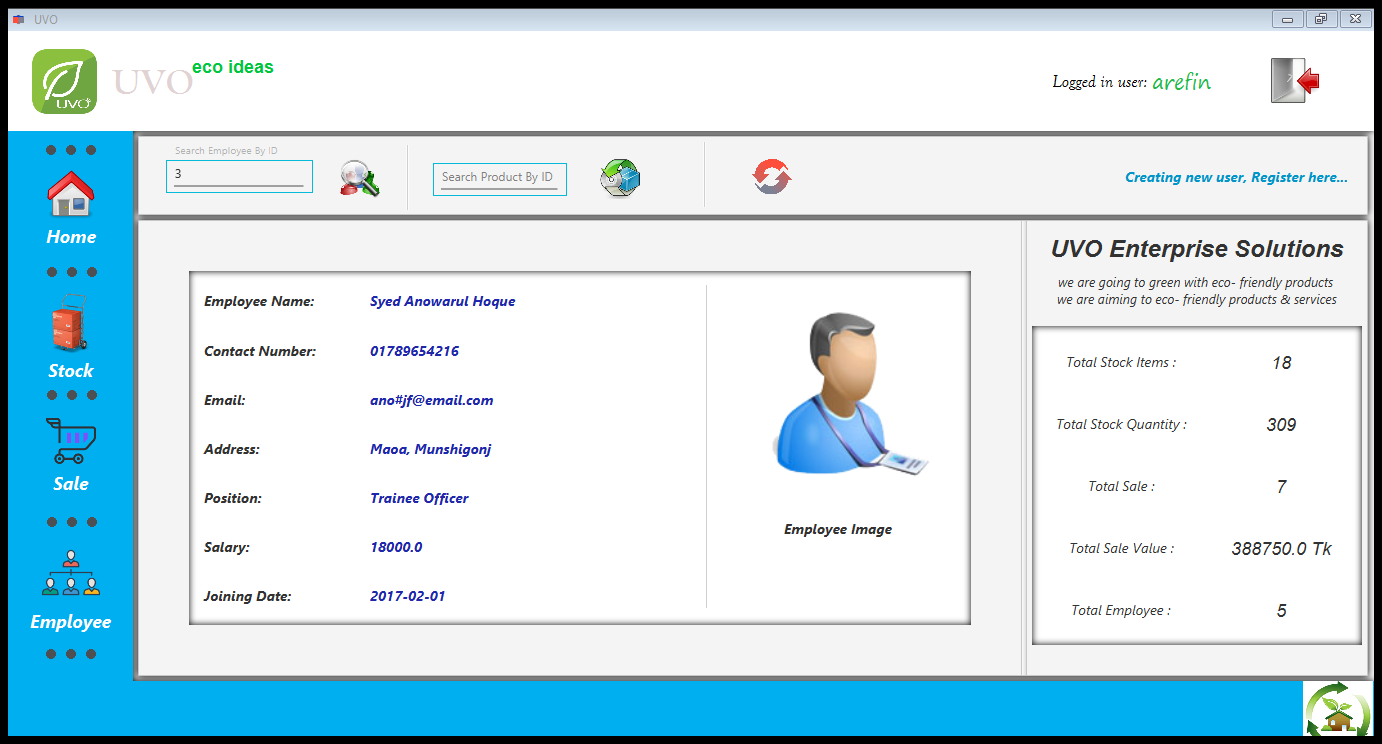 UVO
UVO
UVO eco ideas
Logged in user: arefin
Search Employee By ID
3
Search Product By ID
Creating new user, Register here...
Home
Stock
Sale
Employee
Employee Name: Syed Anowarul Hoque
Contact Number: 01789654216
Email: ano#jf@email.com
Address: Maoa, Munshigonj
Position: Trainee Officer
Salary: 18000.0
Joining Date: 2017-02-01
Employee Image
UVO Enterprise Solutions
we are going to green with eco- friendly products
we are aiming to eco- friendly products & services
Total Stock Items : 18
Total Stock Quantity : 309
Total Sale : 7
Total Sale Value : 388750.0 Tk
Total Employee : 5